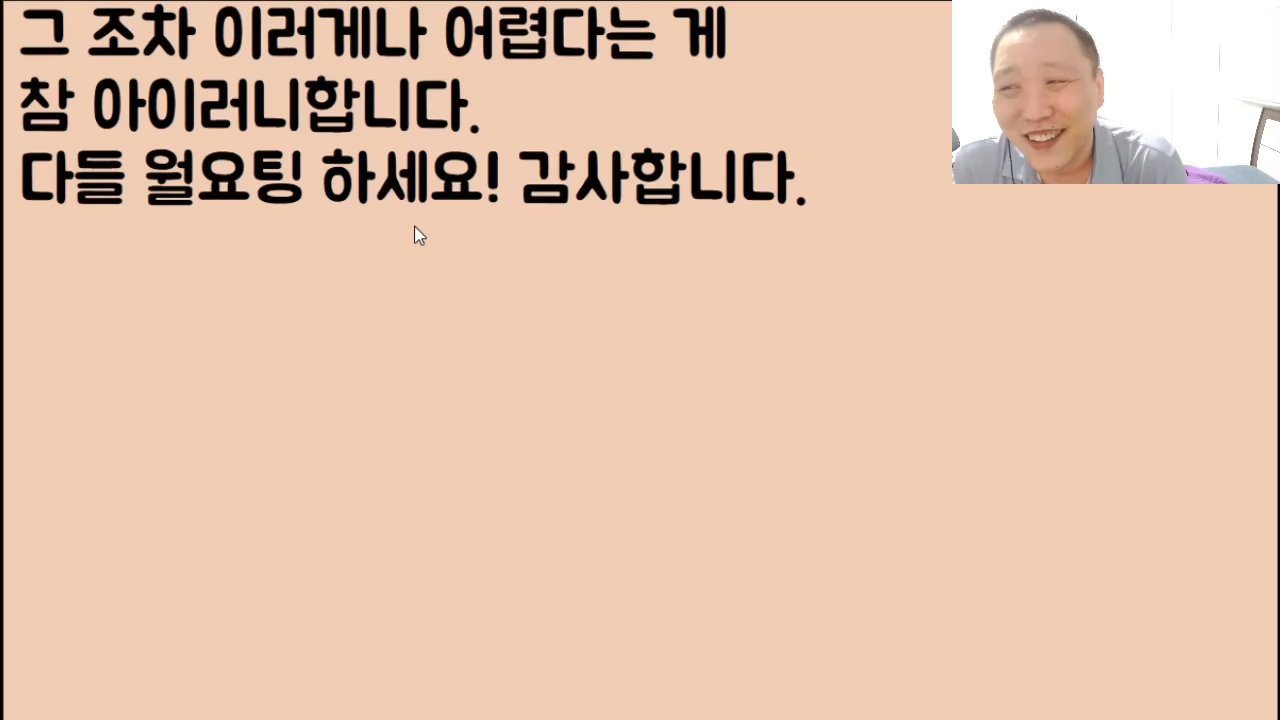 그 조차 이러게나 어렵다는 게
참 아이러니합니다.
다들 월요팅 하세요! 감사합니다.